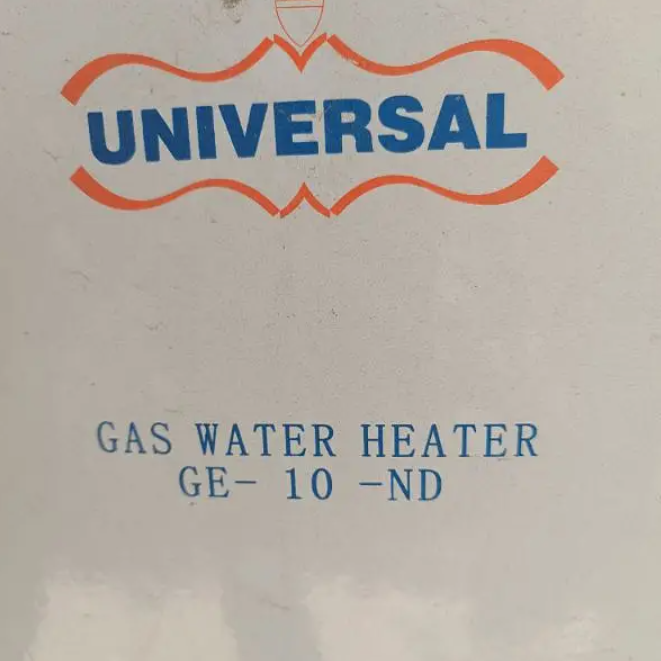 UNIVERSAL
GAS WATER HEATER
GE- 10 -ND